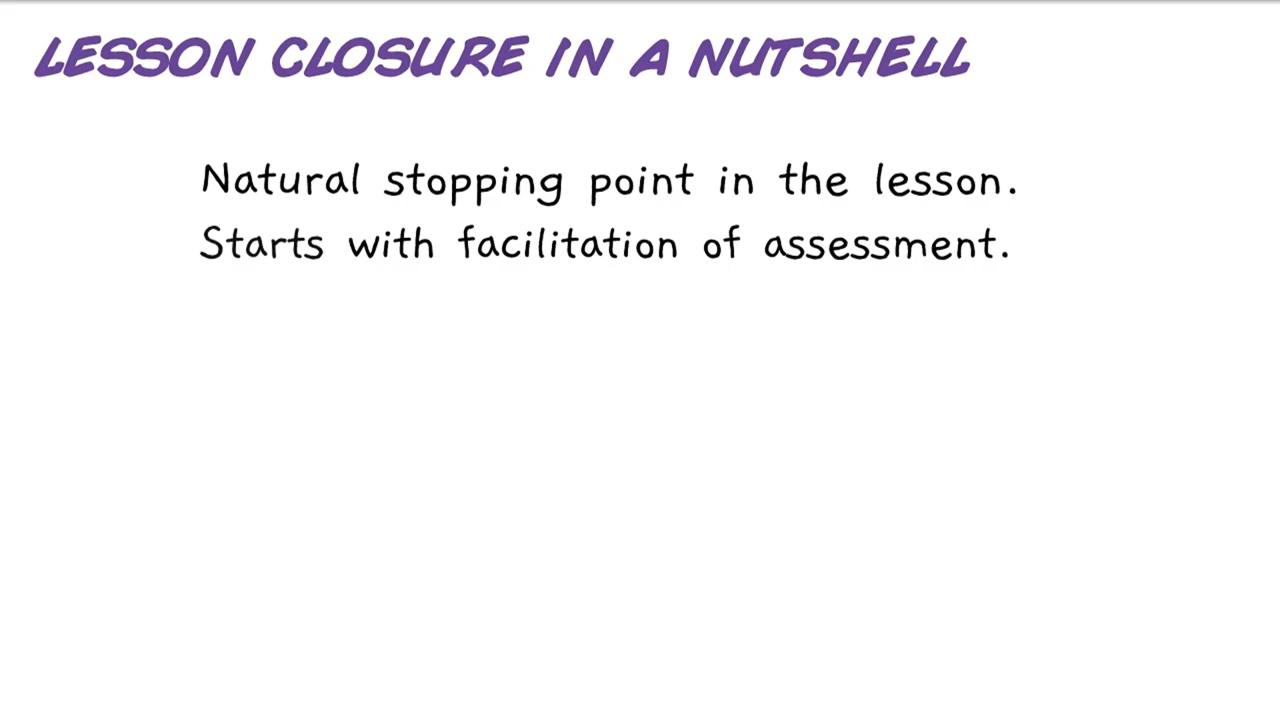 LESSON CLOSURE IN A NUTSHELL
Natural stopping point in the lesson.
Starts with facilitation of assessment.